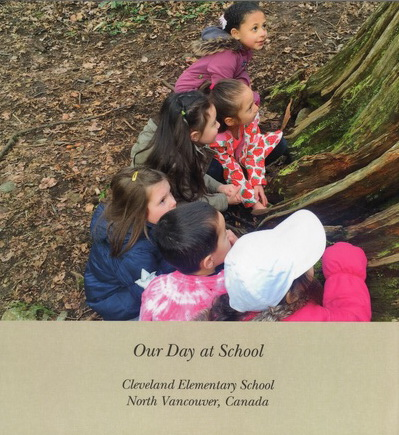 Our Day at School
Cleveland Elementary School
North Vancouver, Canada